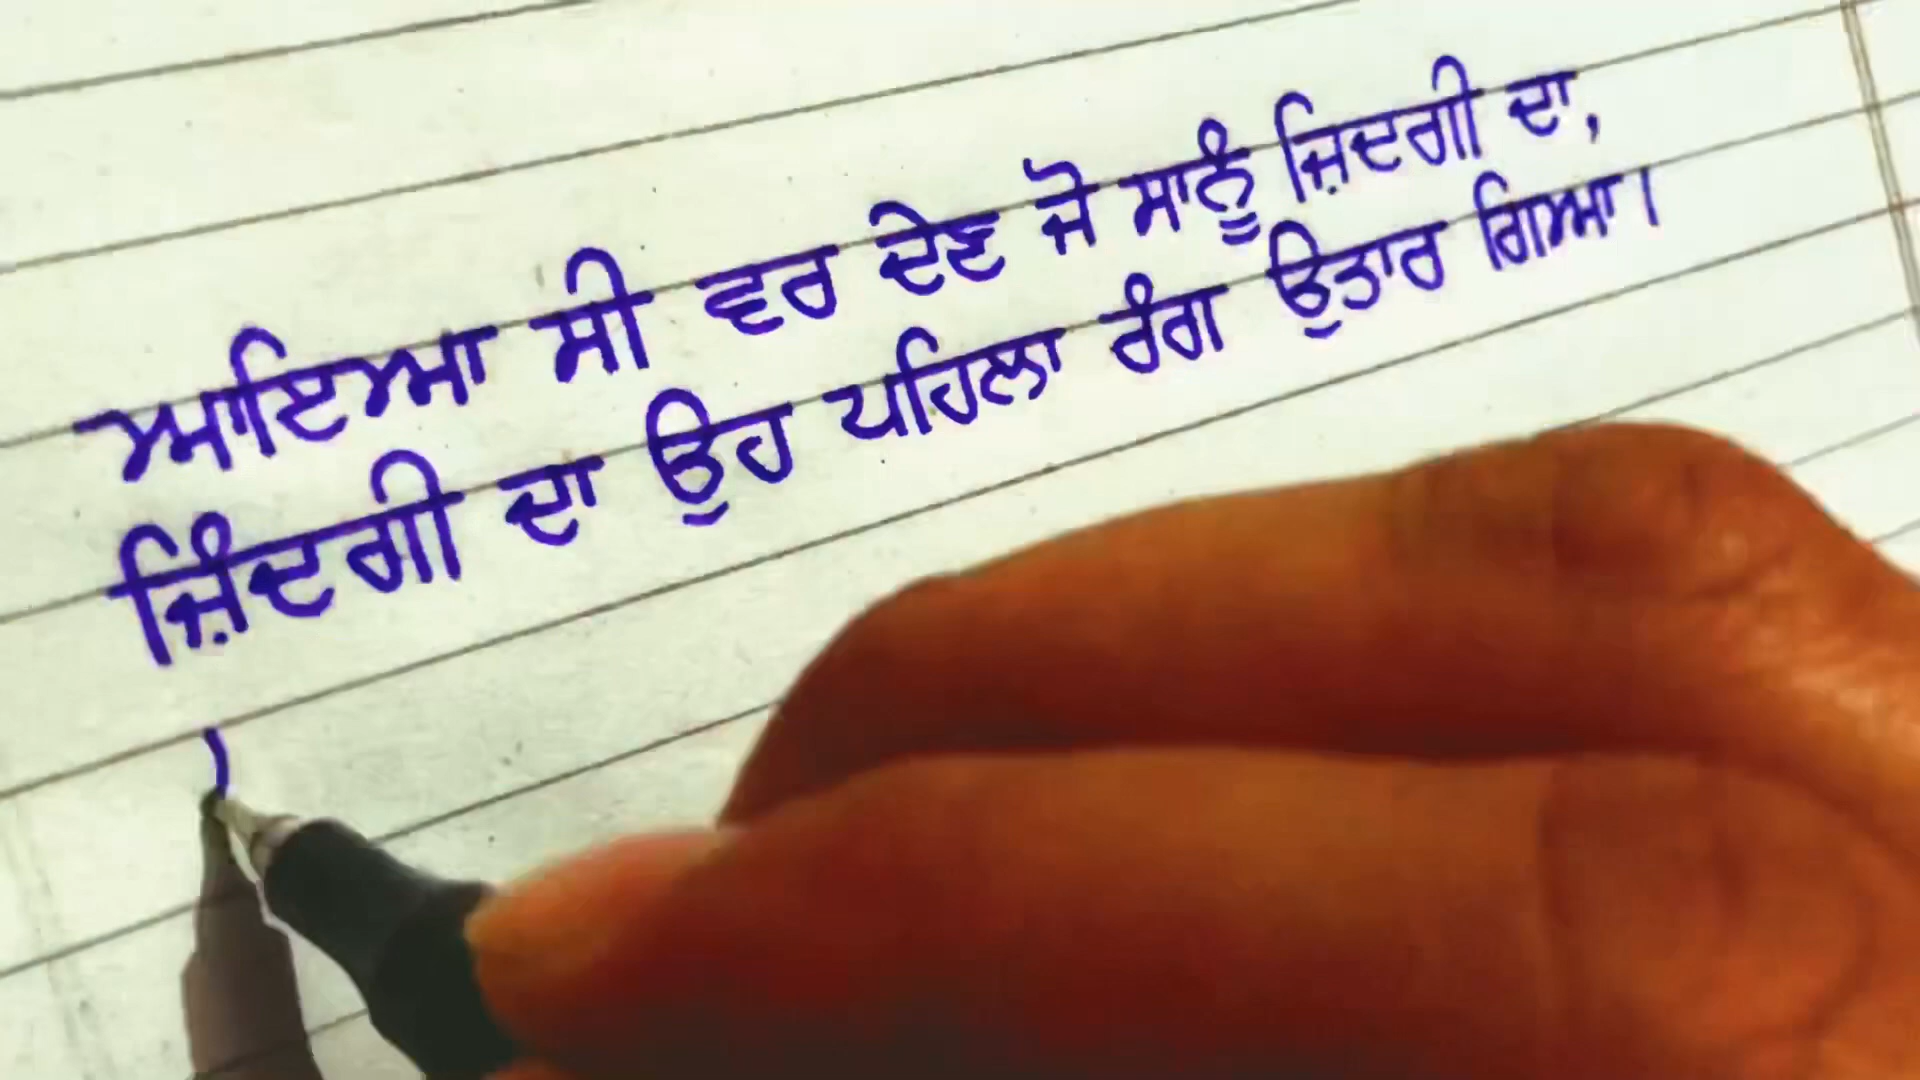 ਆਇਆ ਸੀ ਵਰ ਦੇਣ ਜੋ ਸਾਨੂੰ ਜ਼ਿੰਦਗੀ ਦਾ,
ਜ਼ਿੰਦਗੀ ਦਾ ਉਹ ਪਹਿਲਾ ਰੰਗ ਉਤਾਰ ਗਿਆ।